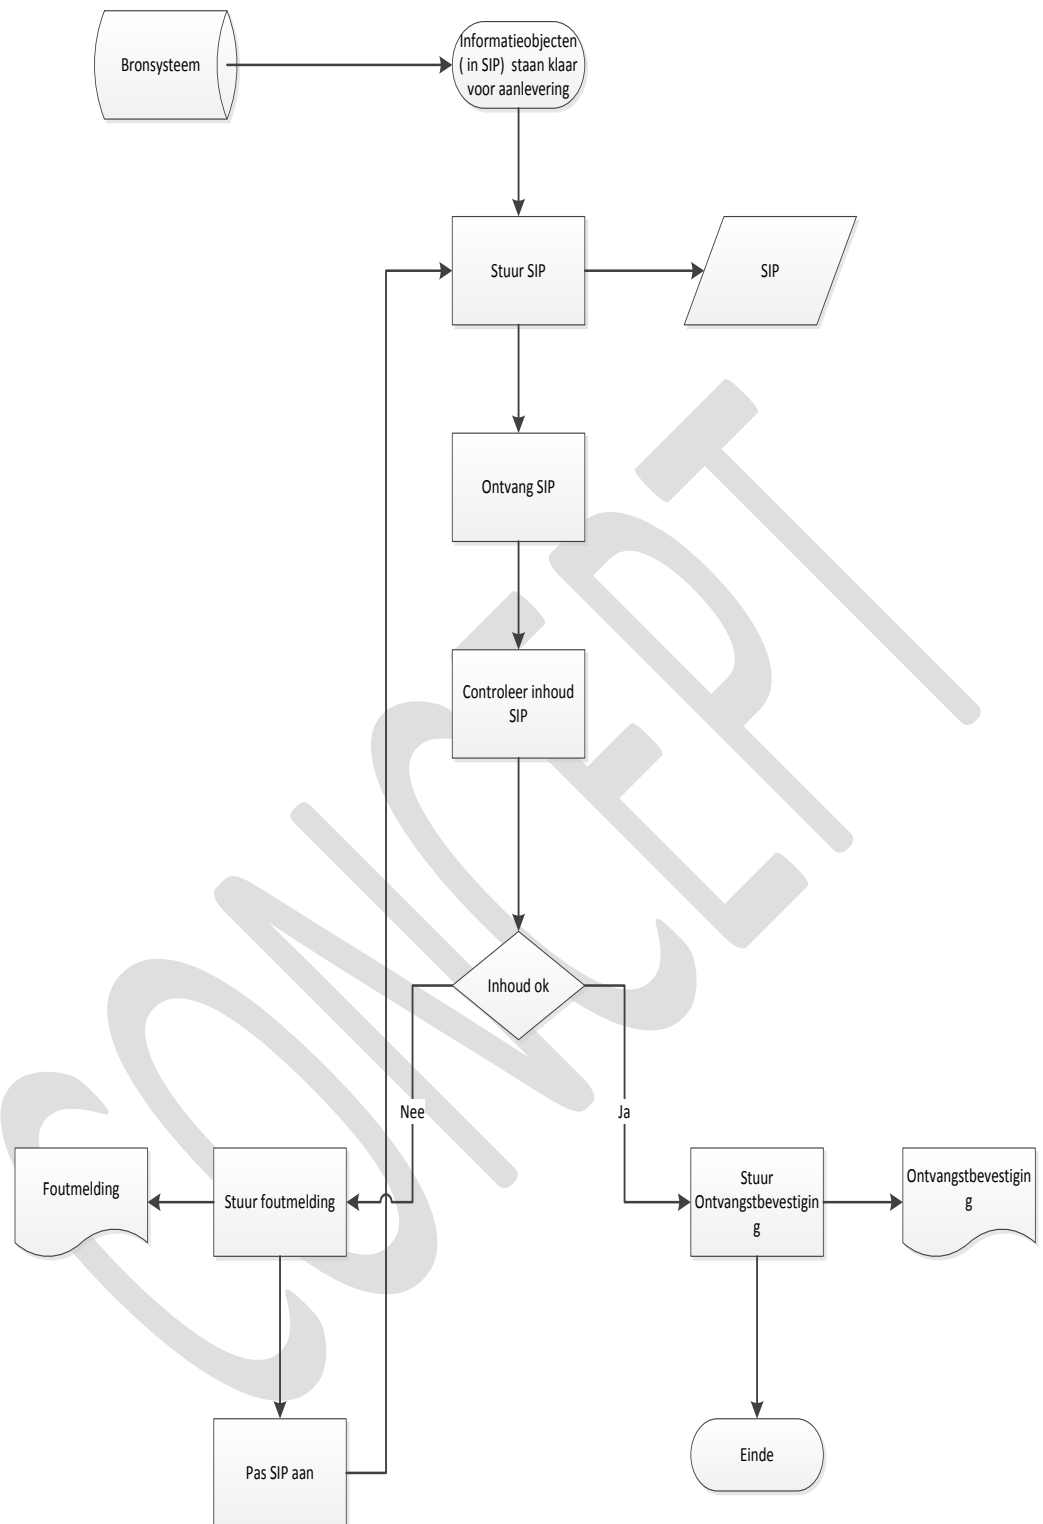 Bronsysteem
Informatieobjecten
( in SIP) staan klaar
voor aanlevering
Stuur SIP
SIP
Ontvang SIP
Controleer inhoud
SIP
Inhoud ok
Nee
Ja
Foutmelding
Stuur foutmelding
Stuur
Ontvangstbevestigin
g
Ontvangstbevestigin
g
Pas SIP aan
Einde
CONCEPT